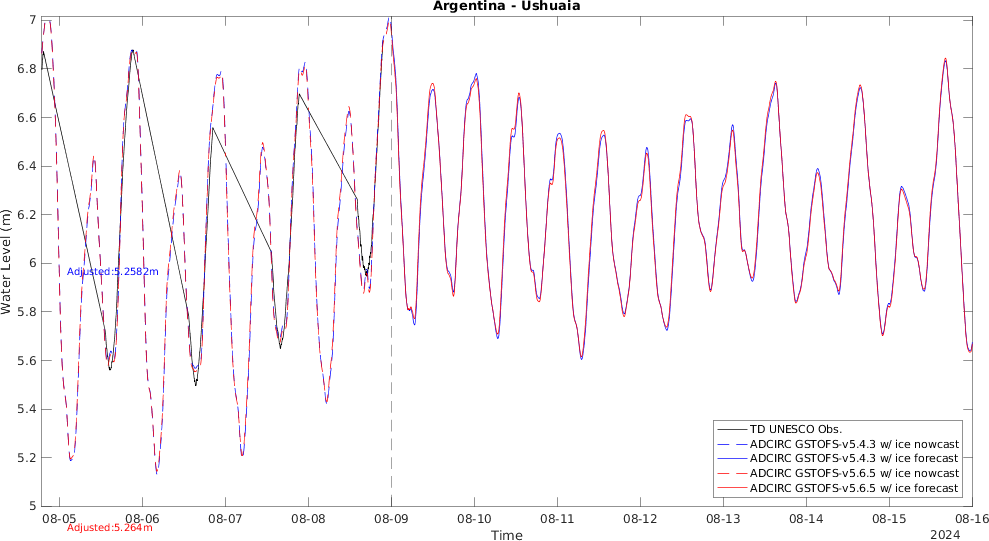 Argentina - Ushuaia
Water Level (m)
7
6.8
6.6
6.4
6.2
6
5.8
5.6
5.4
5.2
5
Adjusted:5.2582m
Adjusted:5.264m
TD UNESCO Obs.
ADCIRC GSTOFS-v5.4.3 w/ ice nowcast
ADCIRC GSTOFS-v5.4.3 w/ ice forecast
ADCIRC GSTOFS-v5.6.5 w/ ice nowcast
ADCIRC GSTOFS-v5.6.5 w/ ice forecast
08-05 08-06 08-07 08-08 08-09 08-10 08-11 08-12 08-13 08-14 08-15 08-16
Time
2024